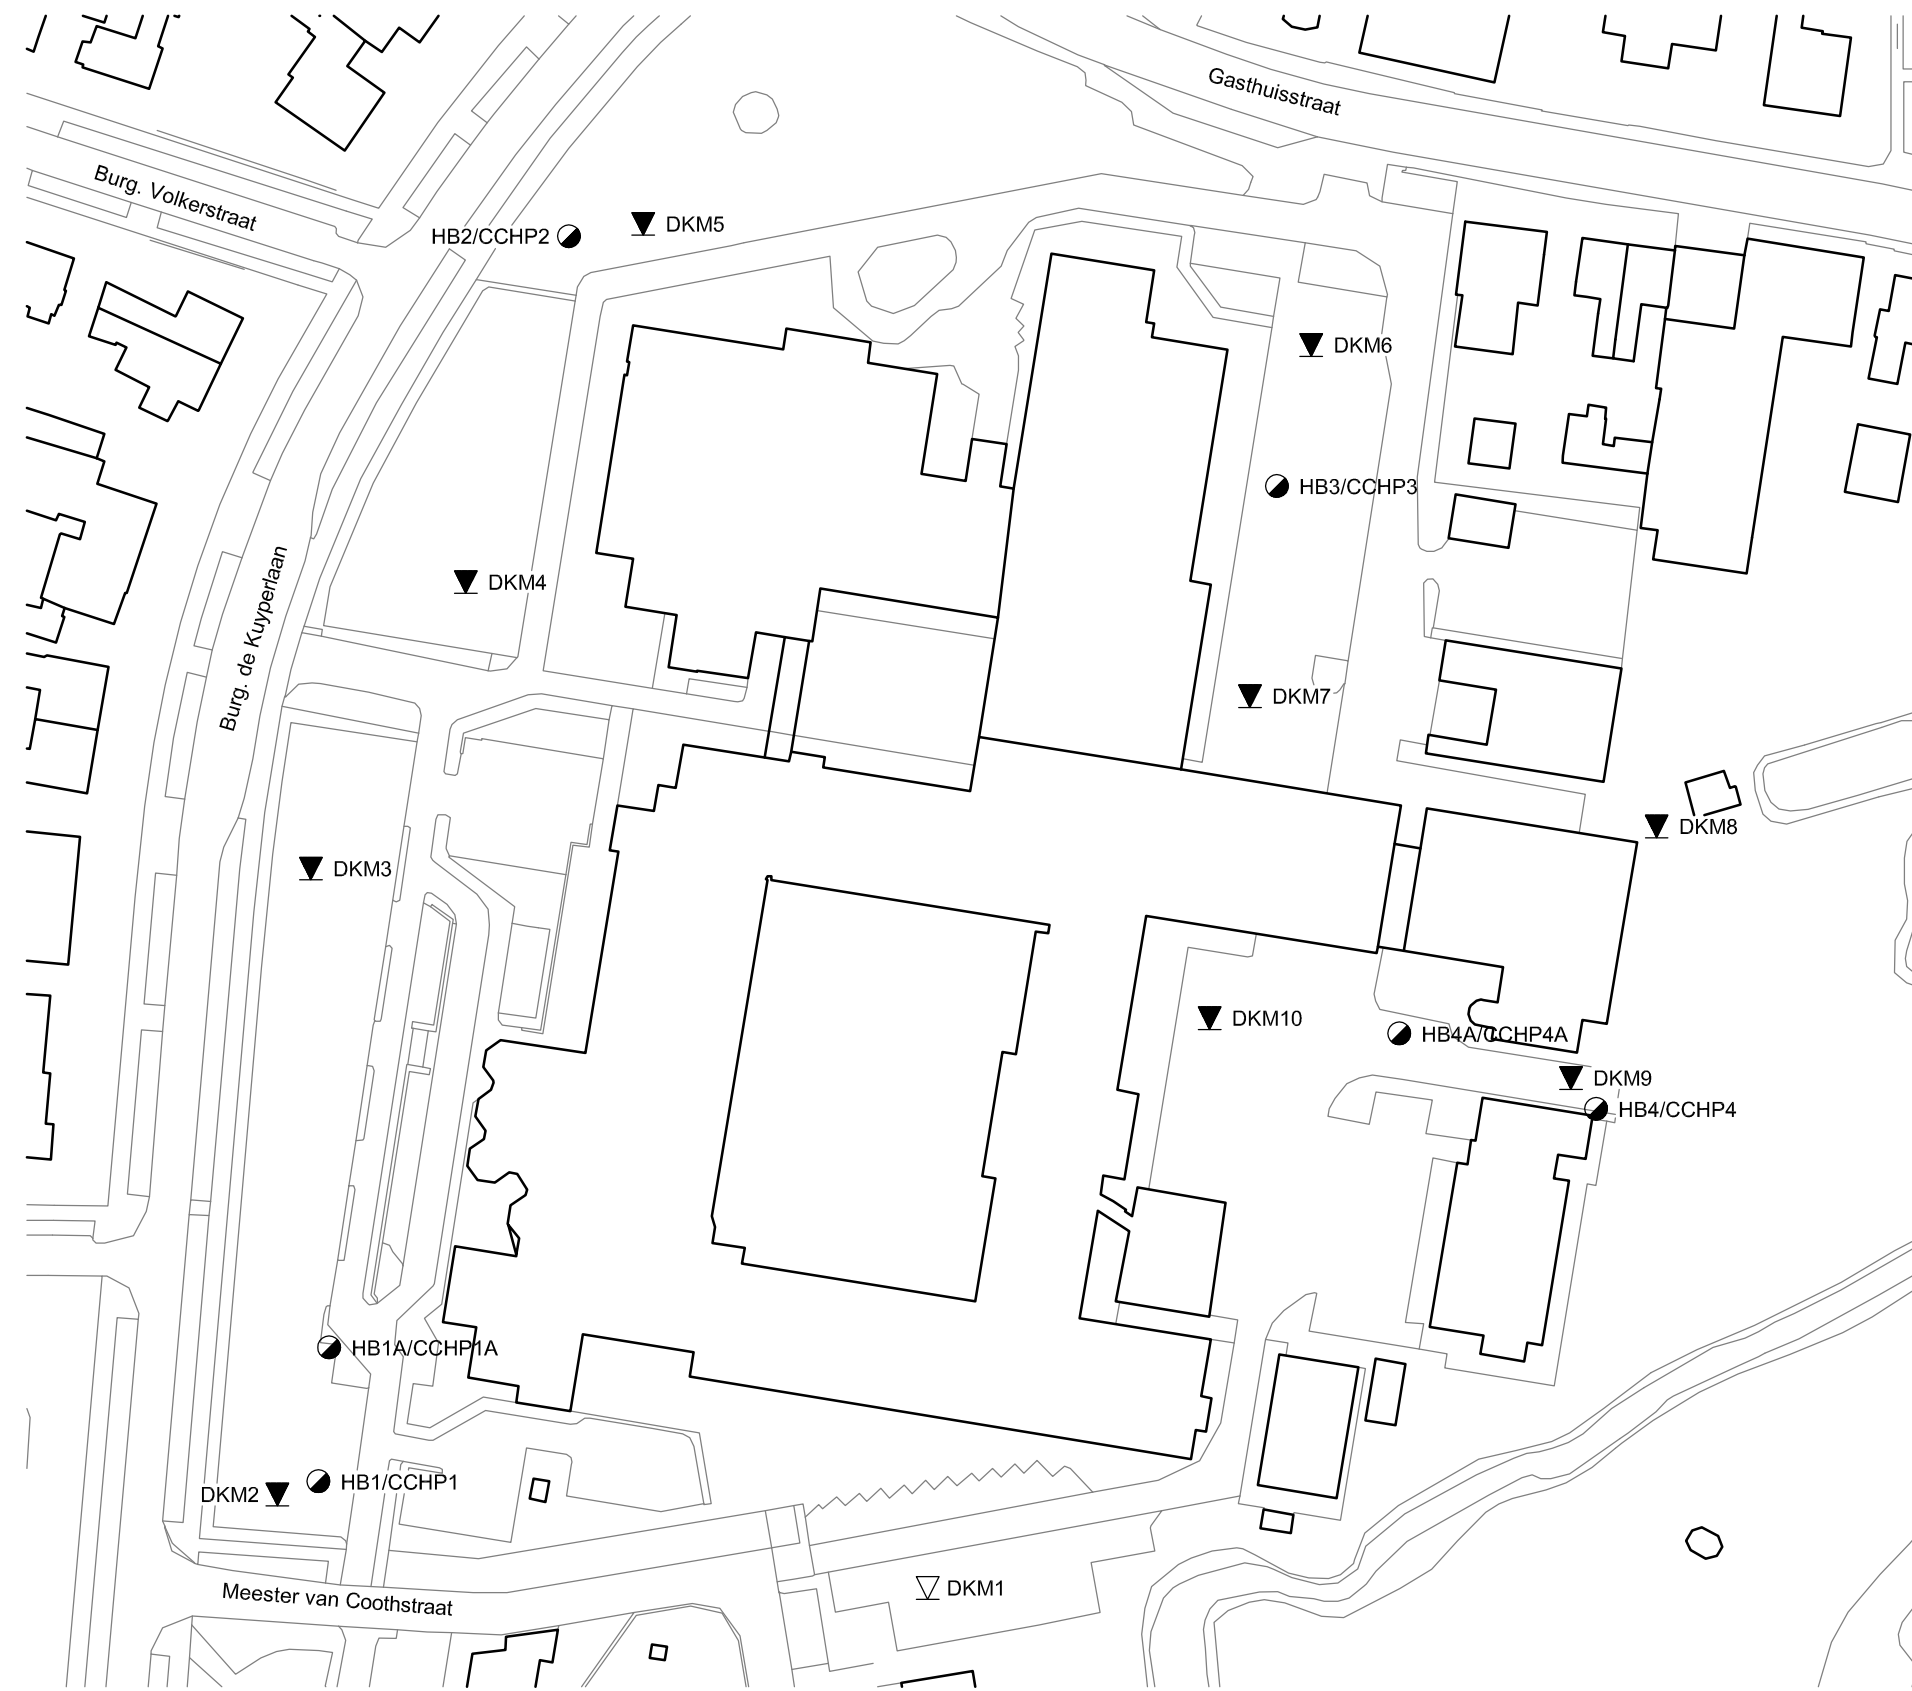 Gasthuisstraat
Burg. Volkerstraat
HB2/CCHP2
DKM5
DKM6
HB3/CCHP3
DKM4
Burg. de Kuyperlaan
DKM7
DKM8
DKM3
DKM10
HB4A/CCHP4A
DKM9
HB4/CCHP4
HB1A/CCHP1A
HB1/CCHP1
DKM2
DKM1
Meester van Coothstraat